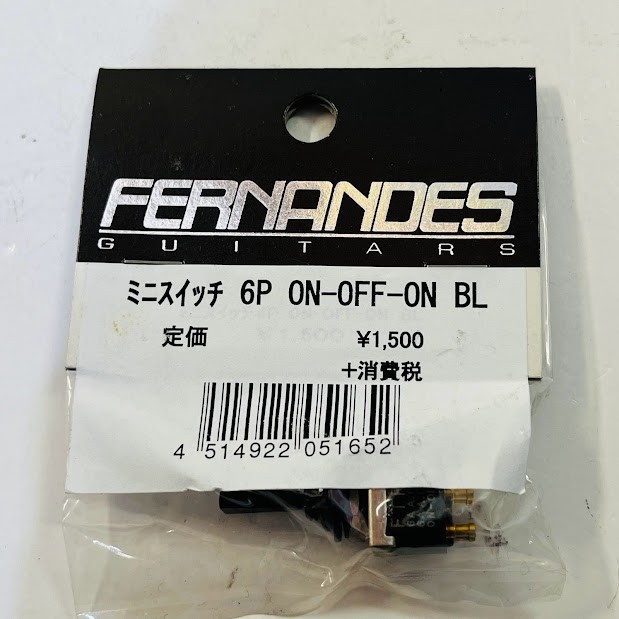 FERNANDES
GUITARS
ミニスイッチ 6P ON-OFF-ON BL
定価 ¥1,500
+消費税
4 514922 051652